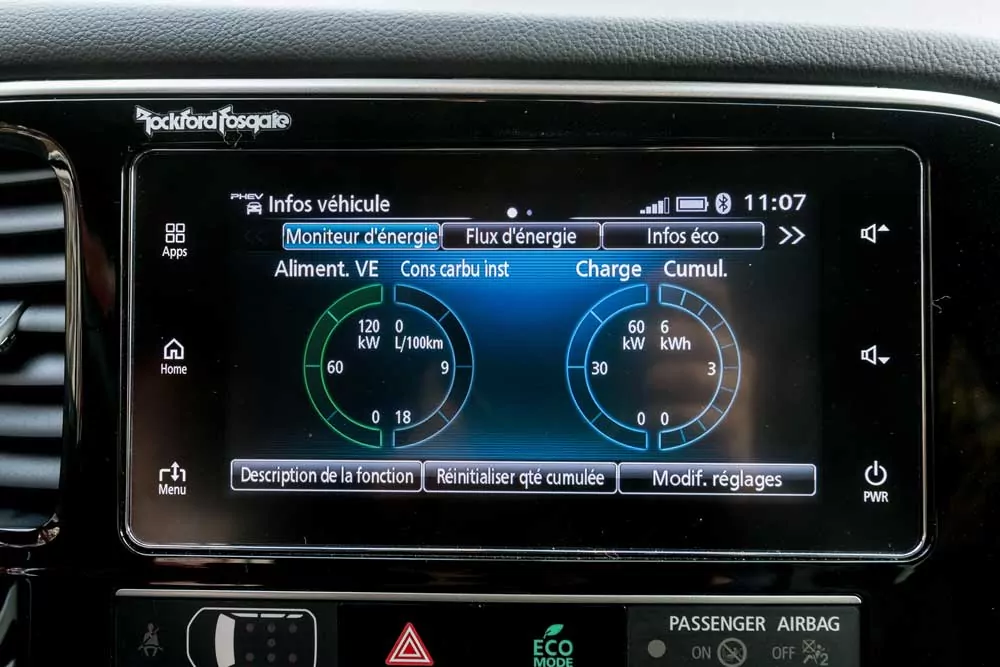 Rockford Fosgate
PHEV Infos véhicule 11:07
Moniteur d'énergie Flux d'énergie Infos éco
Aliment. VE Cons carbu inst Charge Cumul.
120 0 60 6
kW L/100km kW kWh
60 9 30 3
0 18 0 0
Description de la fonction Réinitialiser qté cumulée Modif. réglages
Apps
Home
Menu
PWR
PASSENGER AIRBAG
ECO
MODE
ON OFF